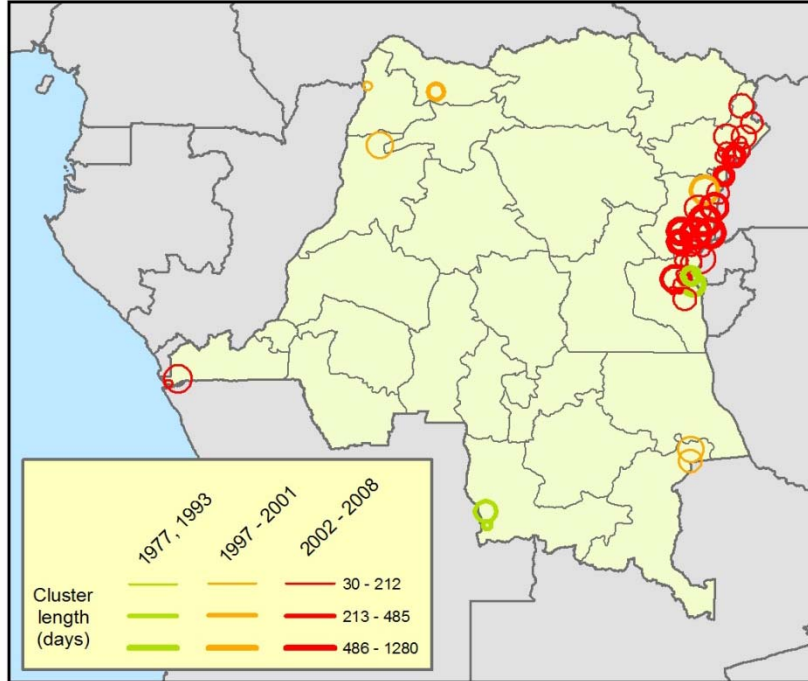 1977, 1993
1997 - 2001
2002 - 2008
Cluster
length
(days)
30 - 212
213 - 485
486 - 1280